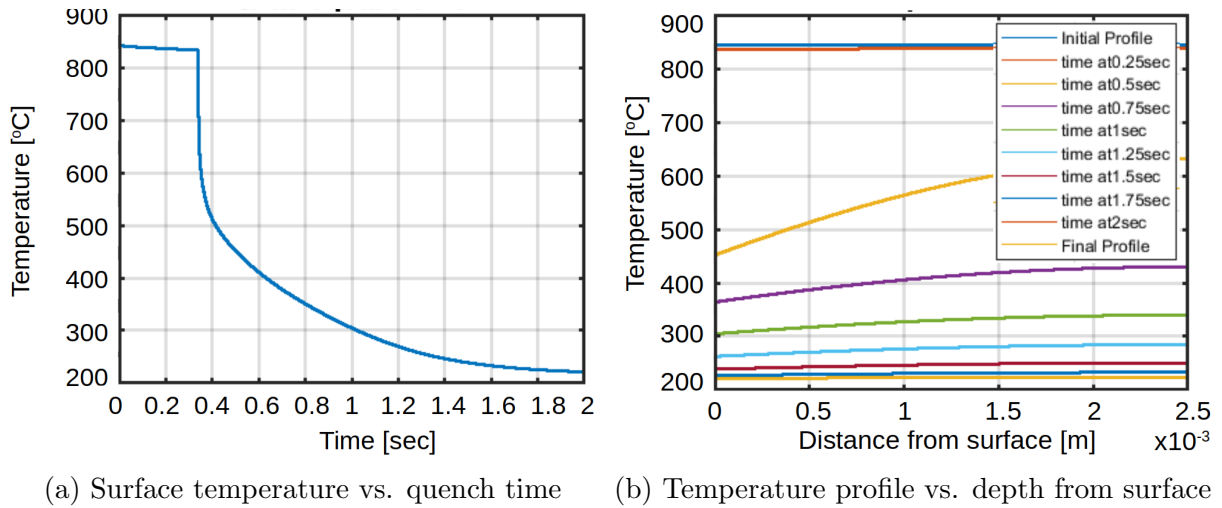 900
800
700
600
500
400
300
200
0 0.2 0.4 0.6 0.8 1 1.2 1.4 1.6 1.8 2
Temperature [ºC]
Time [sec]
900
800
700
600
500
400
300
200
0 0.5 1 1.5 2 2.5
Temperature [ºC]
Distance from surface [m]
x10-3
Initial Profile
time at0.25sec
time at0.5sec
time at0.75sec
time at1sec
time at1.25sec
time at1.5sec
time at1.75sec
time at2sec
Final Profile
(a) Surface temperature vs. quench time
(b) Temperature profile vs. depth from surface